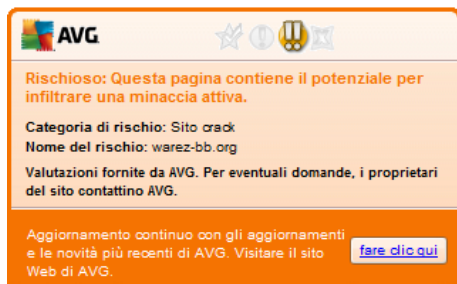 AVG
Rischioso: Questa pagina contiene il potenziale per
infiltrare una minaccia attiva.
Categoria di rischio: Sito crack
Nome del rischio: warez-bb.org
Valutazioni fornite da AVG. Per eventuali domande, i proprietari
del sito contattino AVG.
Aggiornamento continuo con gli aggiornamenti
e le novità più recenti di AVG. Visitare il sito
Web di AVG.
fare clic qui